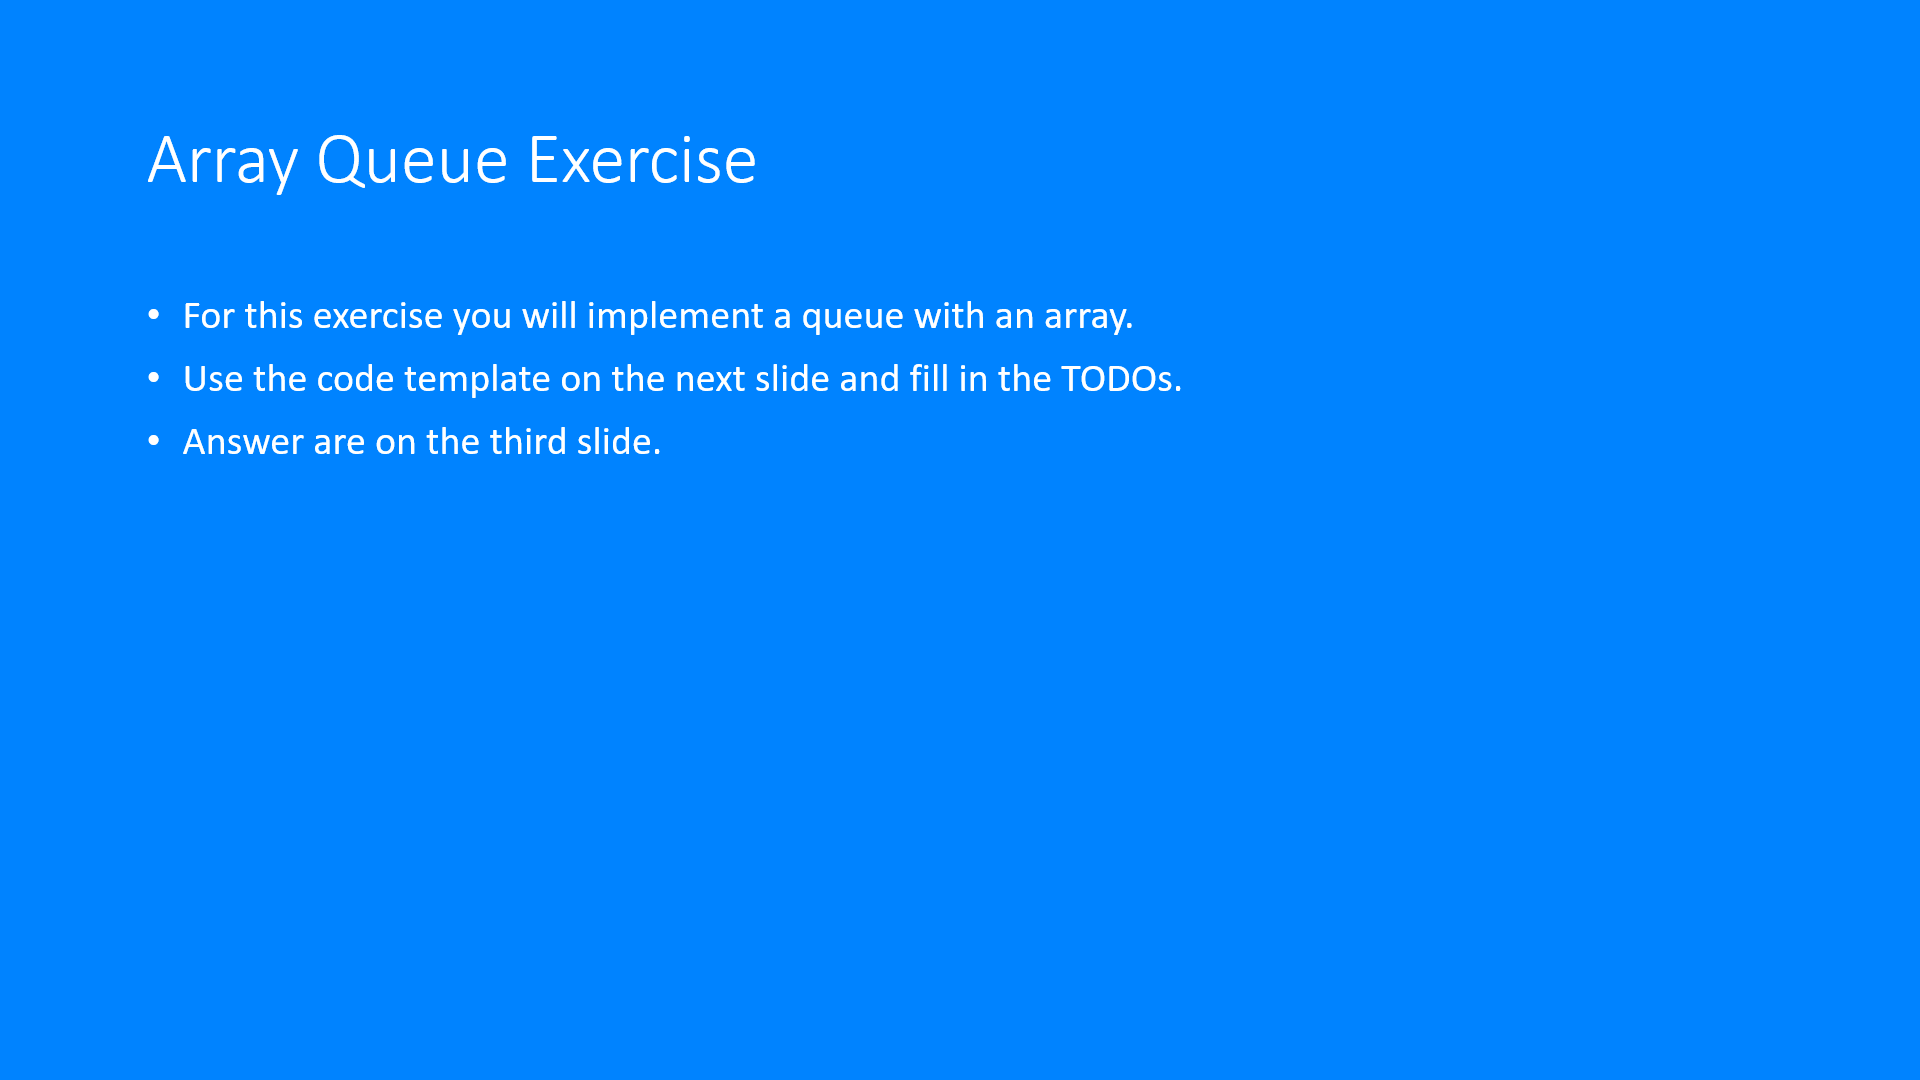 Array Queue Exercise
• For this exercise you will implement a queue with an array.
• Use the code template on the next slide and fill in the TODOs.
• Answer are on the third slide.